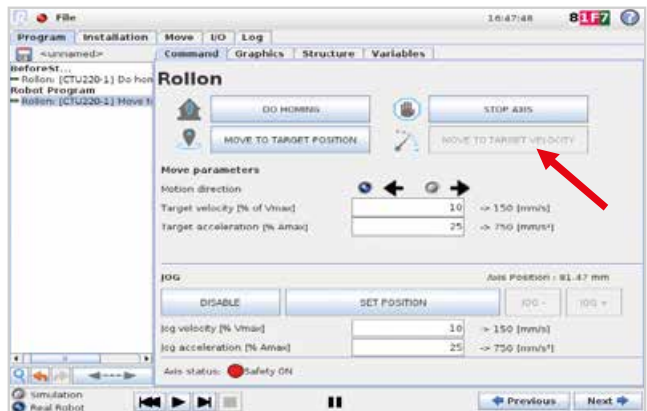 File 16:47:48 81F7 ?
Program Installation Move I/O Log
<unnamed> Command Graphics Structure Variables
BeforeSt...
Rollon: [CTU220-1] Do hon
Robot Program
Rollon: [CTU220-1] Move to
Rollon
DO HOMING STOP AXIS
MOVE TO TARGET POSITION MOVE TO TARGET VELOCITY
Move parameters
Motion direction
Target velocity [% of Vmax] 10 -> 150 [mm/s]
Target acceleration [% Amax] 25 -> 750 [mm/s²]
JOG Axis Position : 81.47 mm
DISABLE SET POSITION JOG - JOG +
Jog velocity [% Vmax] 10 -> 150 [mm/s]
Jog acceleration [% Amax] 25 -> 750 [mm/s²]
Axis status: Safety ON
Simulation
Real Robot
Previous Next